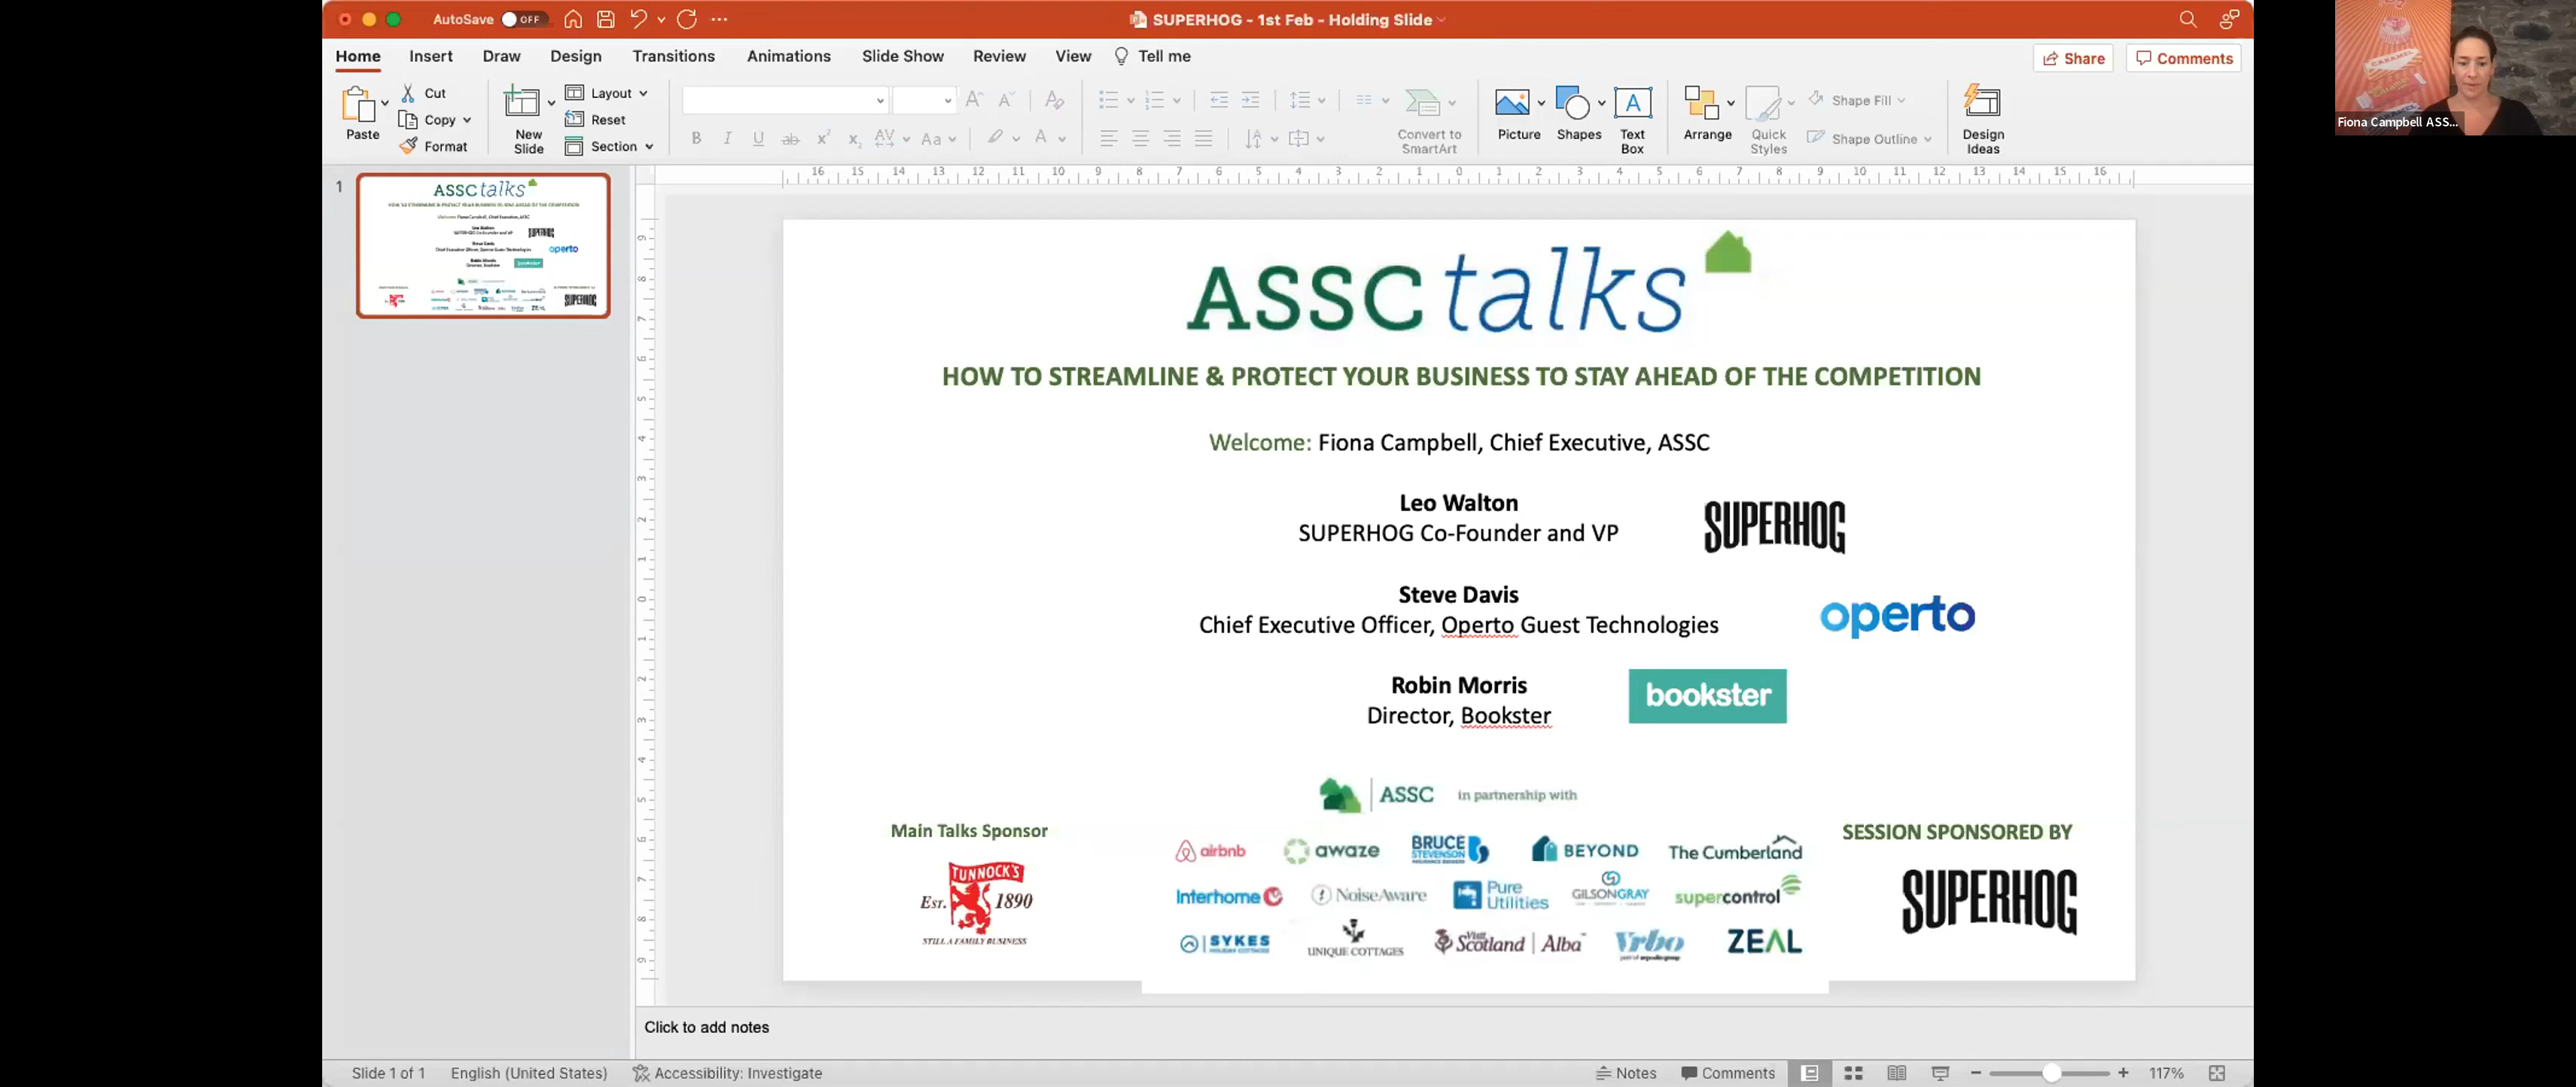 AutoSave OFF
SUPERHOG - 1st Feb - Holding Slide
Home Insert Draw Design Transitions Animations Slide Show Review View Tell me
Share Comments
Paste
Cut
Copy
Format
New Slide
Layout
Reset
Section
Convert to SmartArt
Picture
Shapes
Text Box
Arrange
Quick Styles
Shape Fill
Shape Outline
Design Ideas
Fiona Campbell ASS...
1
ASSC talks
HOW TO STREAMLINE & PROTECT YOUR BUSINESS TO STAY AHEAD OF THE COMPETITION
Welcome: Fiona Campbell, Chief Executive, ASSC
Leo Walton
SUPERHOG Co-Founder and VP
SUPERHOG
Steve Davis
Chief Executive Officer, Operto Guest Technologies
operto
Robin Morris
Director, Bookster
bookster
ASSC in partnership with
Main Talks Sponsor
TUNNOCK'S
EST. 1890
STILL A FAMILY BUSINESS
airbnb awaze BRUCE STEVENSON BEYOND The Cumberland
Interhome NoiseAware Pure Utilities GILSONGRAY supercontrol
SYKES HOLIDAY COTTAGES UNIQUE COTTAGES Visit Scotland | Alba Vrbo ZEAL
SESSION SPONSORED BY
SUPERHOG
Click to add notes
Slide 1 of 1 English (United States) Accessibility: Investigate
Notes Comments 117%